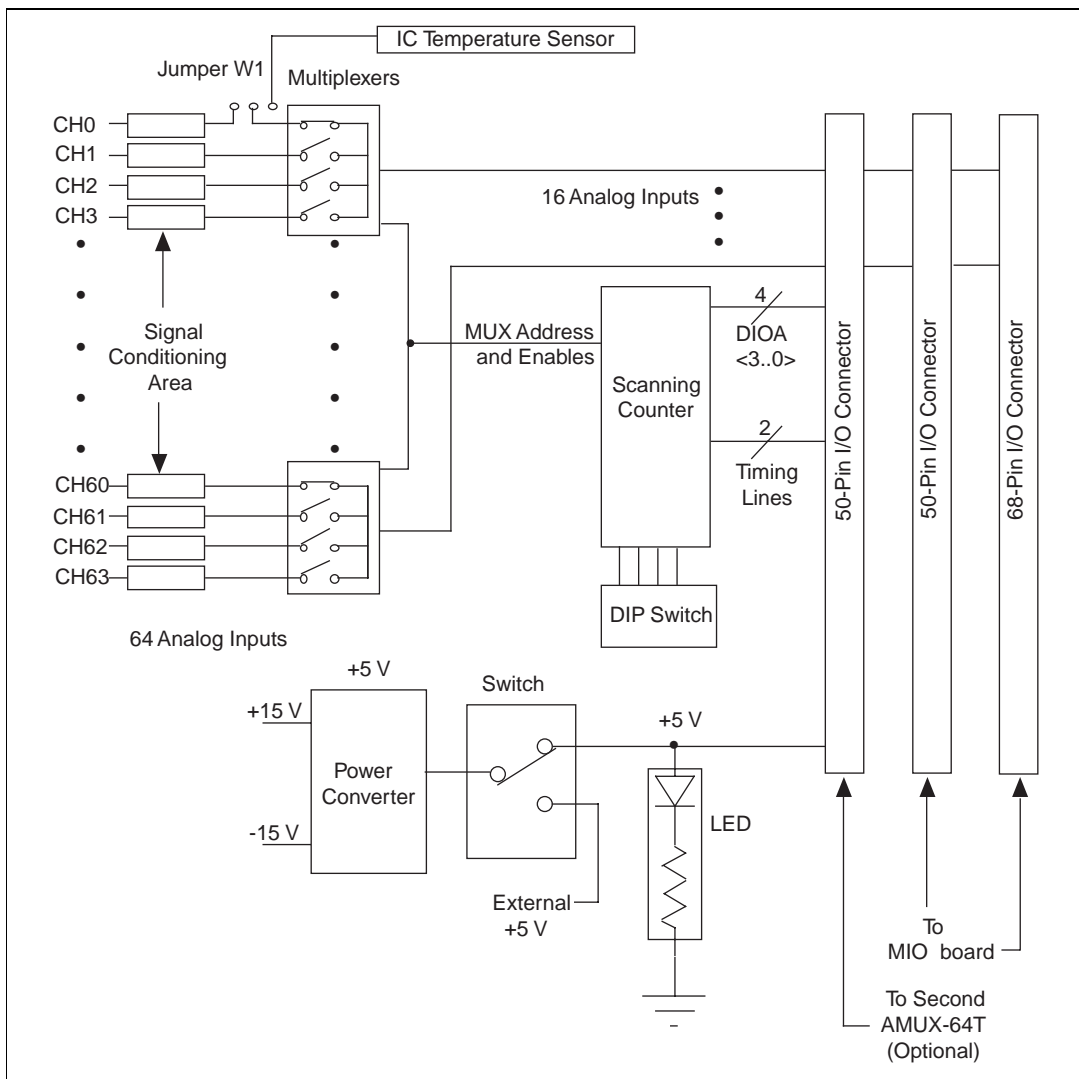 IC Temperature Sensor
Jumper W1
Multiplexers
CH0
CH1
CH2
CH3
16 Analog Inputs
Signal
Conditioning
Area
MUX Address
and Enables
Scanning
Counter
4
DIOA
<3..0>
2
Timing
Lines
50-Pin I/O Connector
50-Pin I/O Connector
68-Pin I/O Connector
CH60
CH61
CH62
CH63
DIP Switch
64 Analog Inputs
+5 V
Switch
+15 V
+5 V
Power
Converter
-15 V
LED
External
+5 V
To
MIO board
To Second
AMUX-64T
(Optional)